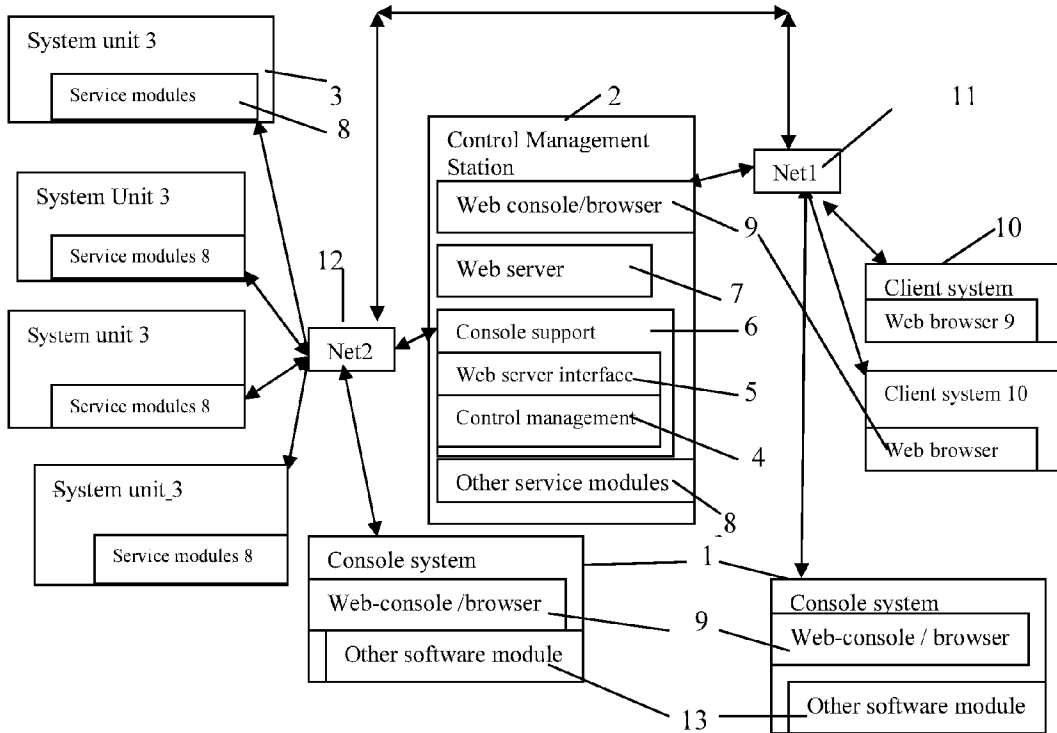 System unit 3
Service modules
3
8
System Unit 3
Service modules 8
System unit 3
Service modules 8
System unit 3
Service modules 8
12
Net2
2
Control Management
Station
Web console/browser
9
Web server
7
Console support
6
Web server interface
5
Control management
4
Other service modules
8
11
Net1
10
Client system
Web browser 9
Client system 10
Web browser
Console system
1
Web-console /browser
9
Other software module
13
Console system
Web-console / browser
Other software module